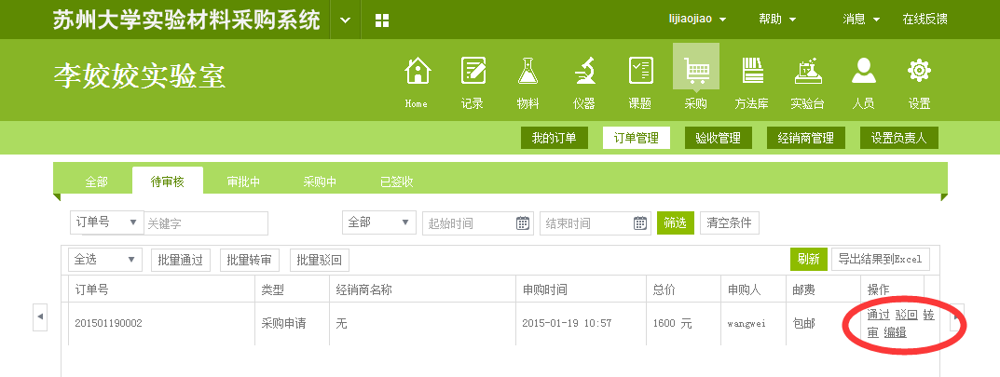 苏州大学实验材料采购系统
lijiaojiao 帮助 消息 在线反馈
李姣姣实验室
Home 记录 物料 仪器 课题 采购 方法库 实验台 人员 设置
我的订单 订单管理 验收管理 经销商管理 设置负责人
全部 待审核 审批中 采购中 已签收
订单号 关键字 全部 起始时间 结束时间 筛选 清空条件
全选 批量通过 批量转审 批量驳回 刷新 导出结果到Excel
订单号 类型 经销商名称 申购时间 总价 申购人 邮费 操作
201501190002 采购申请 无 2015-01-19 10:57 1600 元 wangwei 包邮 通过 驳回 转
审 编辑